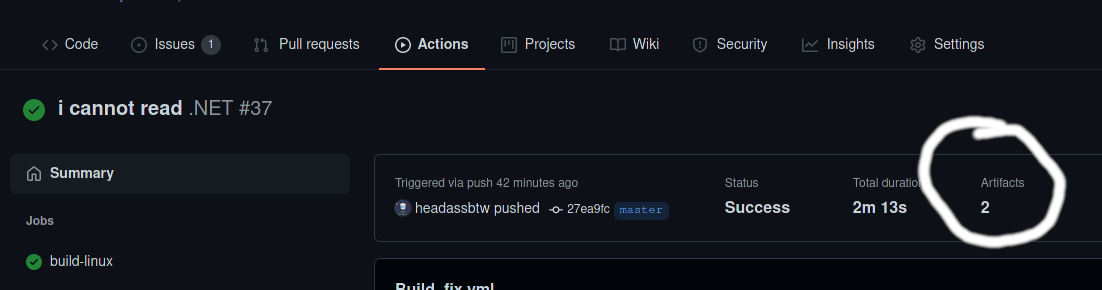 Code Issues 1 Pull requests Actions Projects Wiki Security Insights Settings
i cannot read .NET #37
Summary
Jobs
build-linux
Triggered via push 42 minutes ago
headassbtw pushed 27ea9fc master
Status
Success
Total duration
2m 13s
Artifacts
2
Build_fix.yml